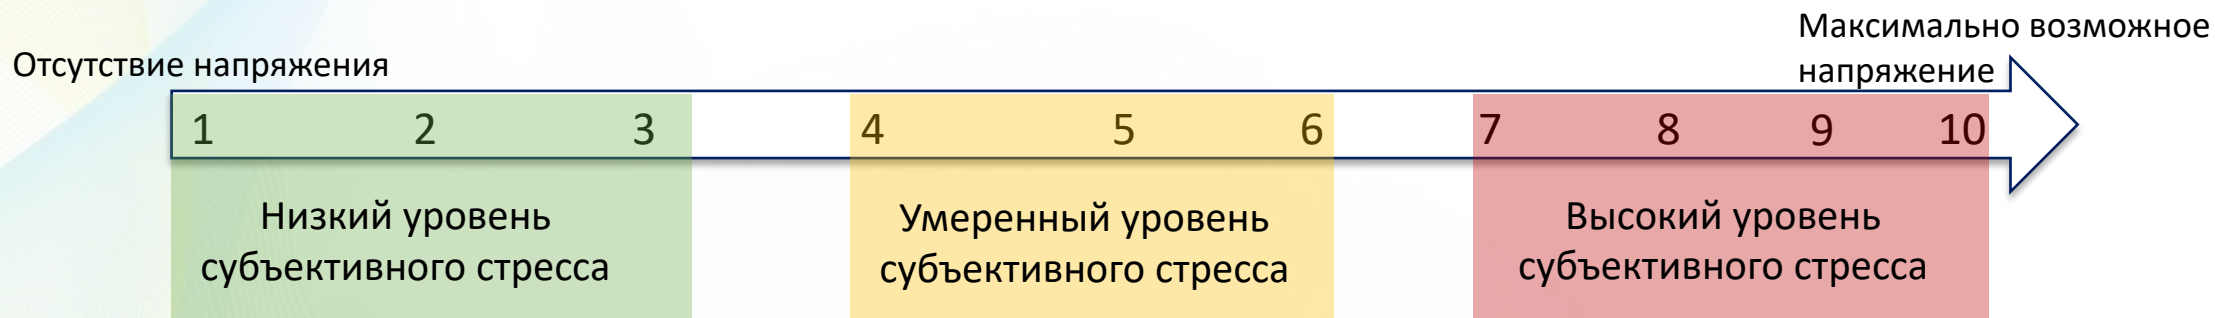 Максимально возможное
напряжение
Отсутствие напряжения
1 2 3 4 5 6 7 8 9 10
Низкий уровень
субъективного стресса
Умеренный уровень
субъективного стресса
Высокий уровень
субъективного стресса